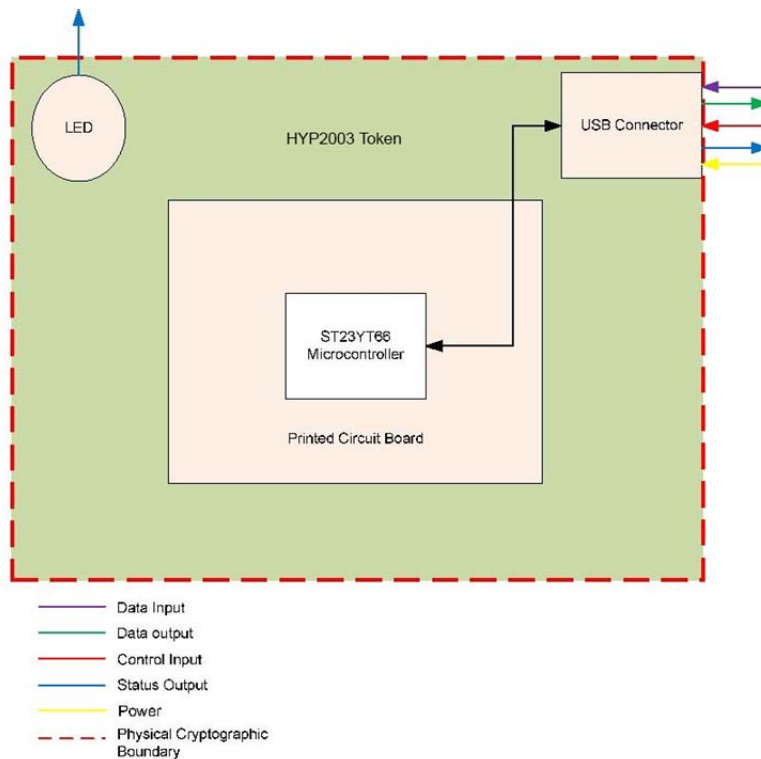 LED
USB Connector
HYP2003 Token
ST23YT66
Microcontroller
Printed Circuit Board
Data Input
Data output
Control Input
Status Output
Power
Physical Cryptographic
Boundary